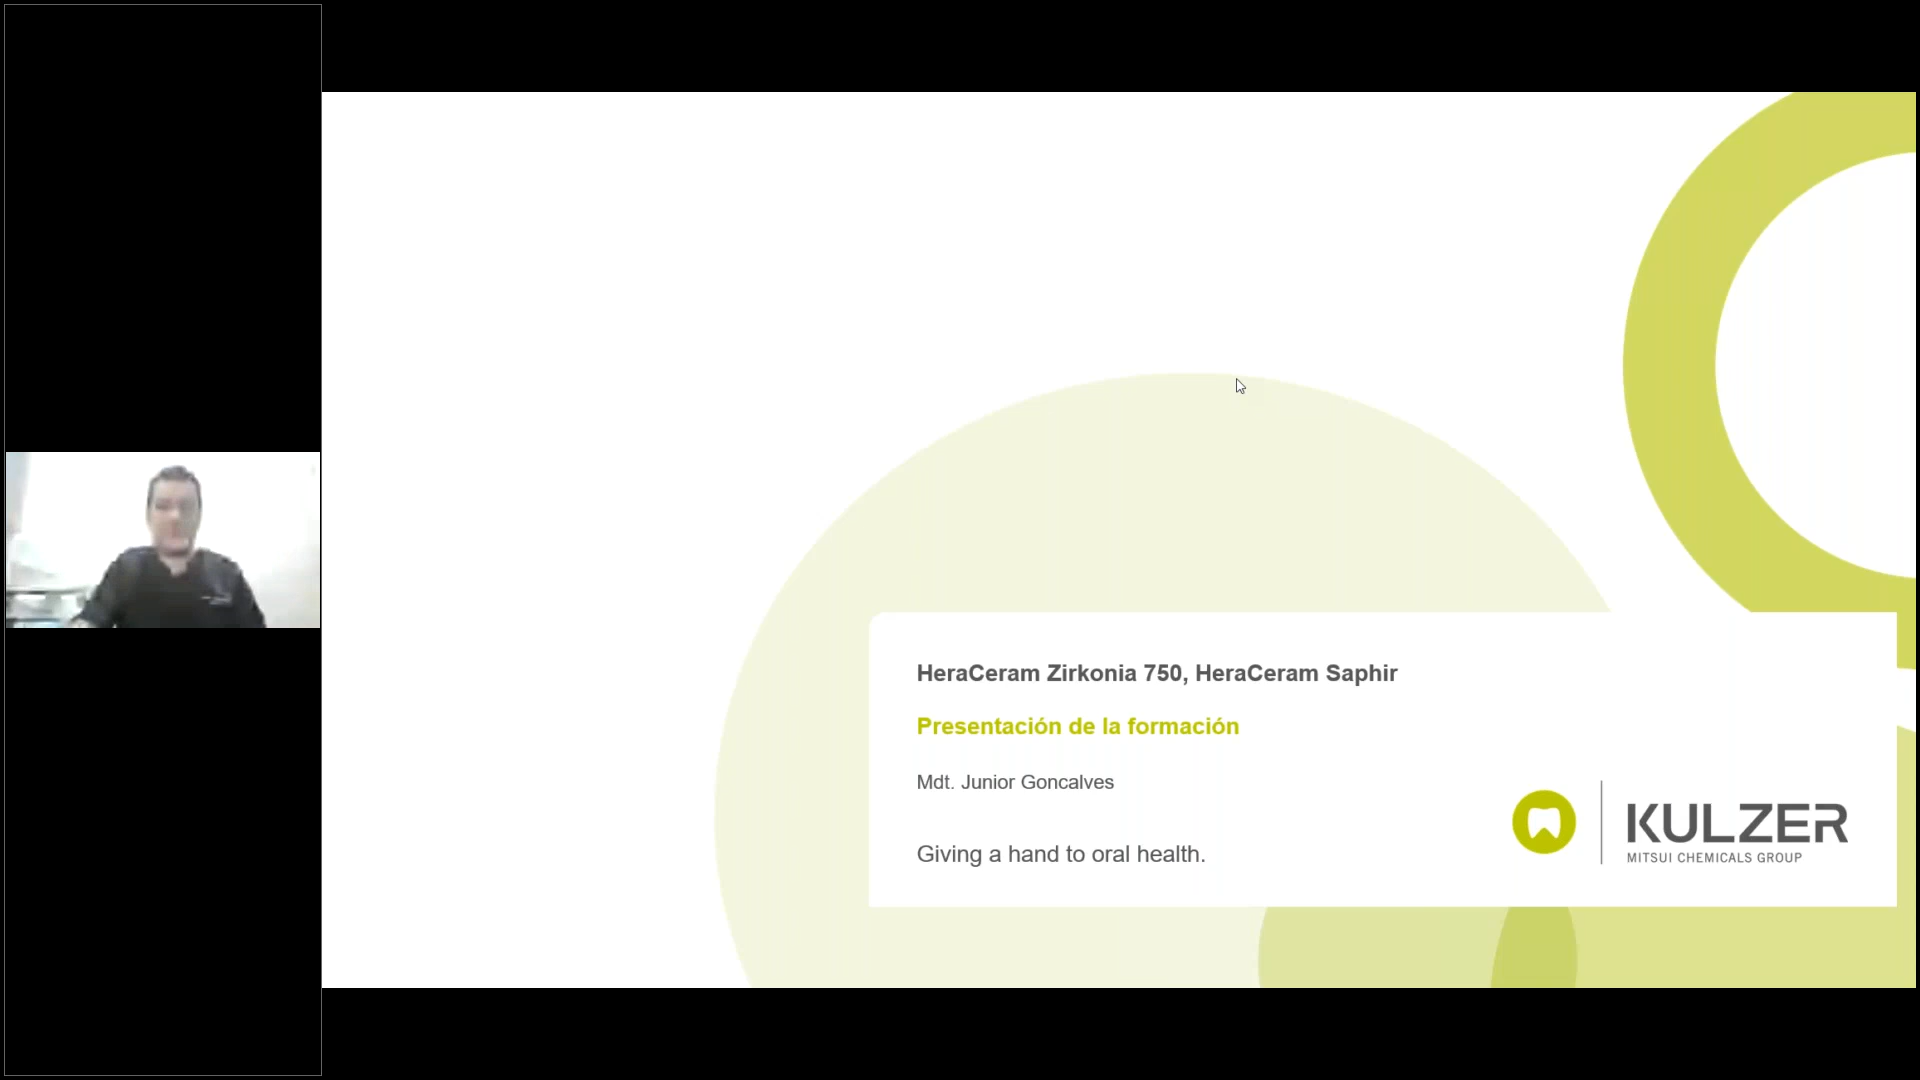 HeraCeram Zirkonia 750, HeraCeram Saphir
Presentación de la formación
Mdt. Junior Goncalves
Giving a hand to oral health.
KULZER
MITSUI CHEMICALS GROUP